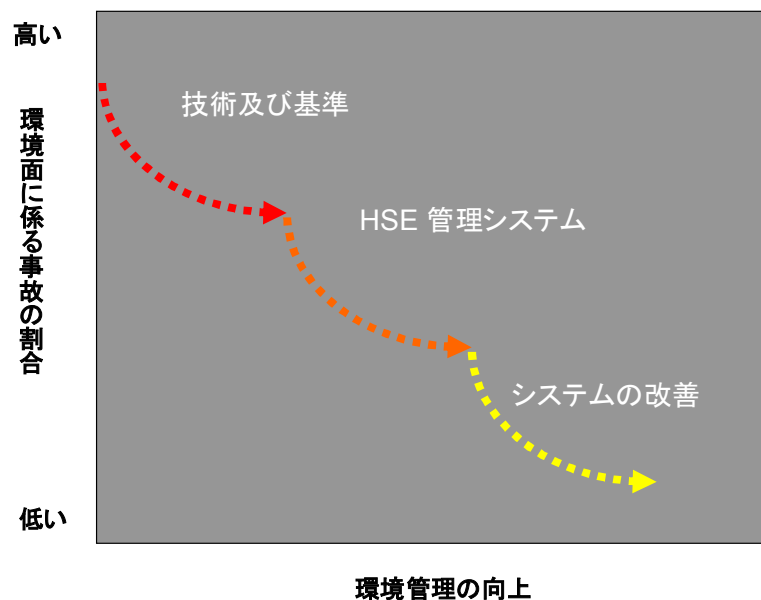 高い
技術及び基準
環境面に係る事故の割合
HSE 管理システム
システムの改善
低い
環境管理の向上